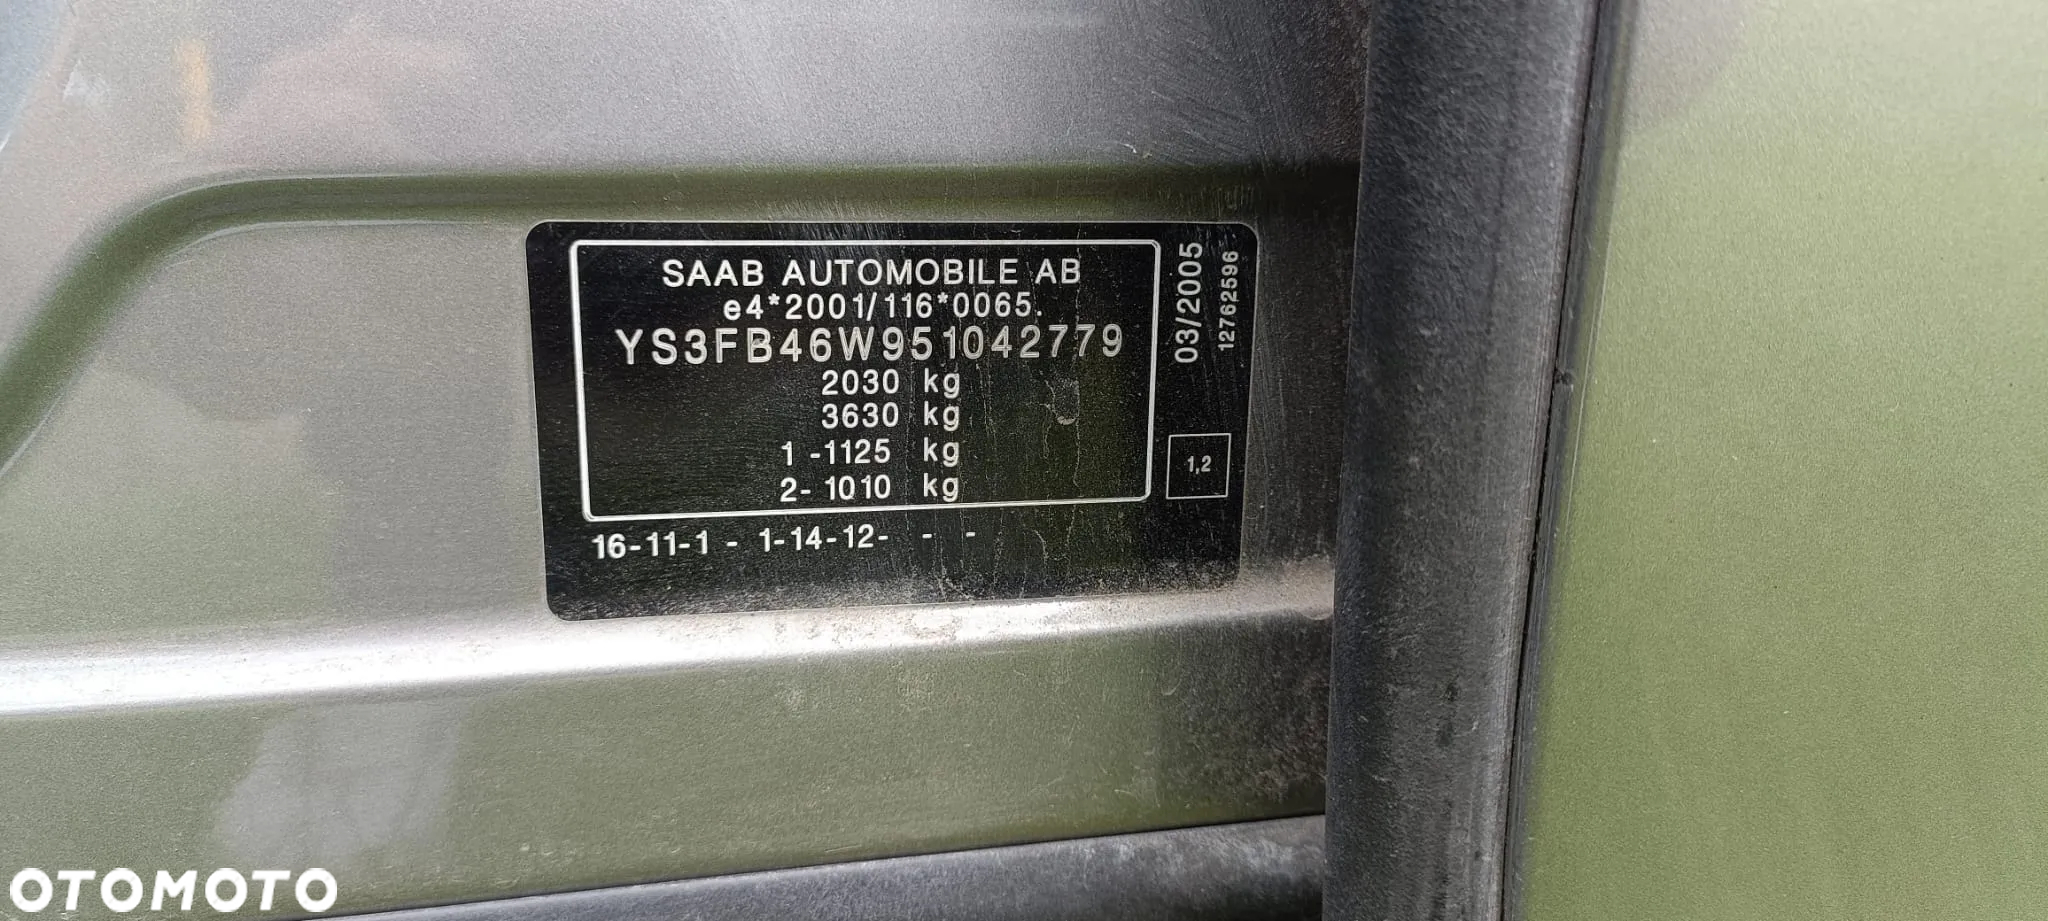 SAAB AUTOMOBILE AB
e4*2001/116*0065.
YS3FB46W951042779
2030 kg
3630 kg
1 -1125 kg
2- 1010 kg
16-11-1 - 1-14-12- - -
03/2005
12762596
1,2
OTOMOTO